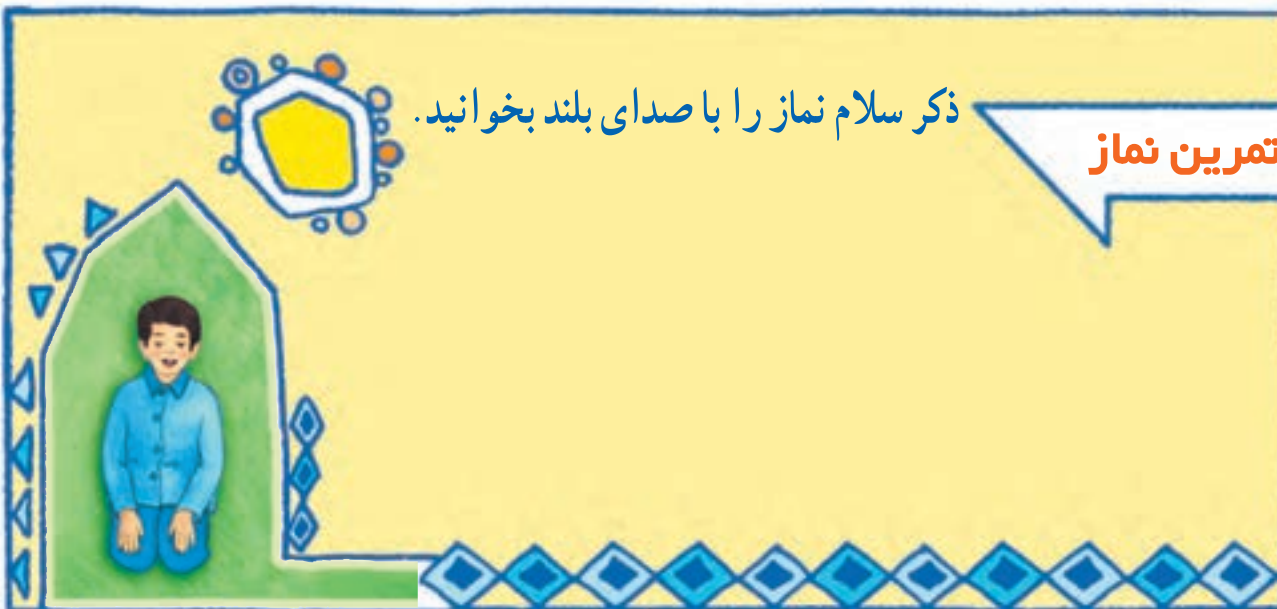 تمرین نماز
ذکر سلام نماز را با صدای بلند بخوانید.